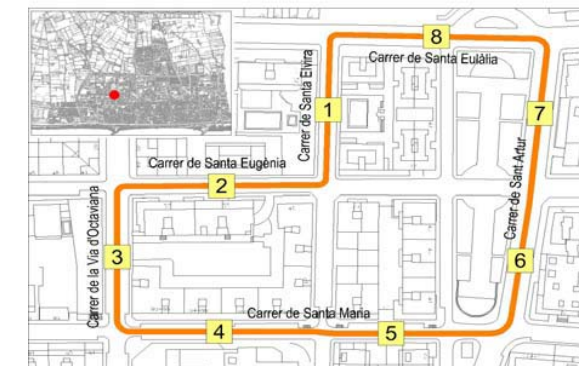 8
Carrer de Santa Eulàlia
Carrer de Santa Elvira
1
7
Carrer de Santa Eugènia
2
Carrer de Sant Artur
Carrer de la Via d'Octaviana
3
6
Carrer de Santa Maria
4
5